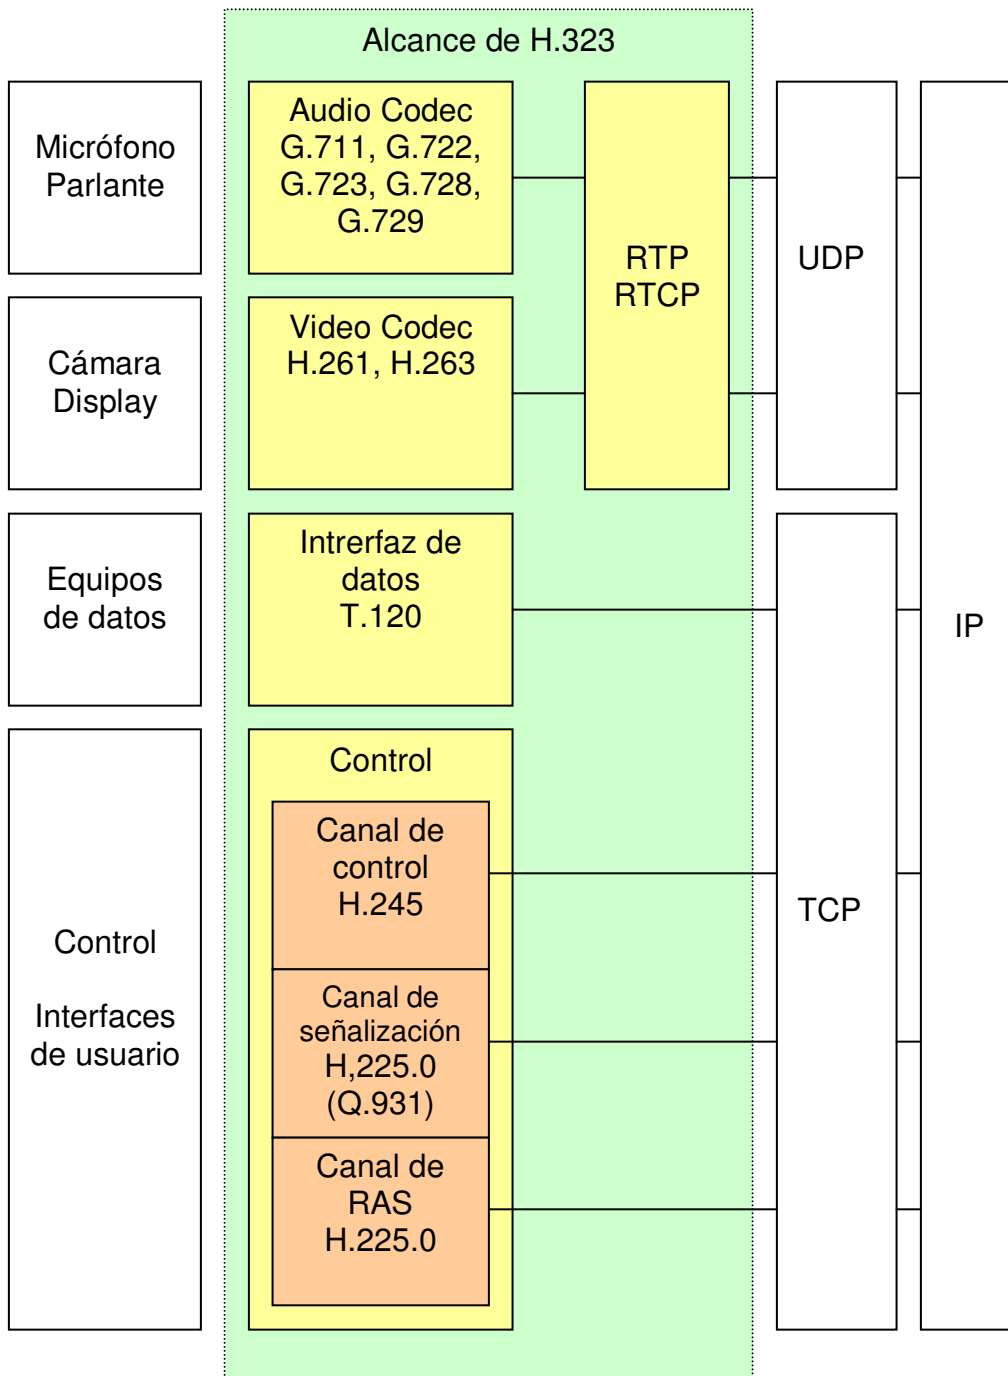 Alcance de H.323
Micrófono
Parlante
Audio Codec
G.711, G.722,
G.723, G.728,
G.729
RTP
RTCP
UDP
Cámara
Display
Video Codec
H.261, H.263
Equipos
de datos
Intrerfaz de
datos
T.120
IP
Control
Interfaces
de usuario
Control
Canal de
control
H.245
Canal de
señalización
H,225.0
(Q.931)
Canal de
RAS
H.225.0
TCP